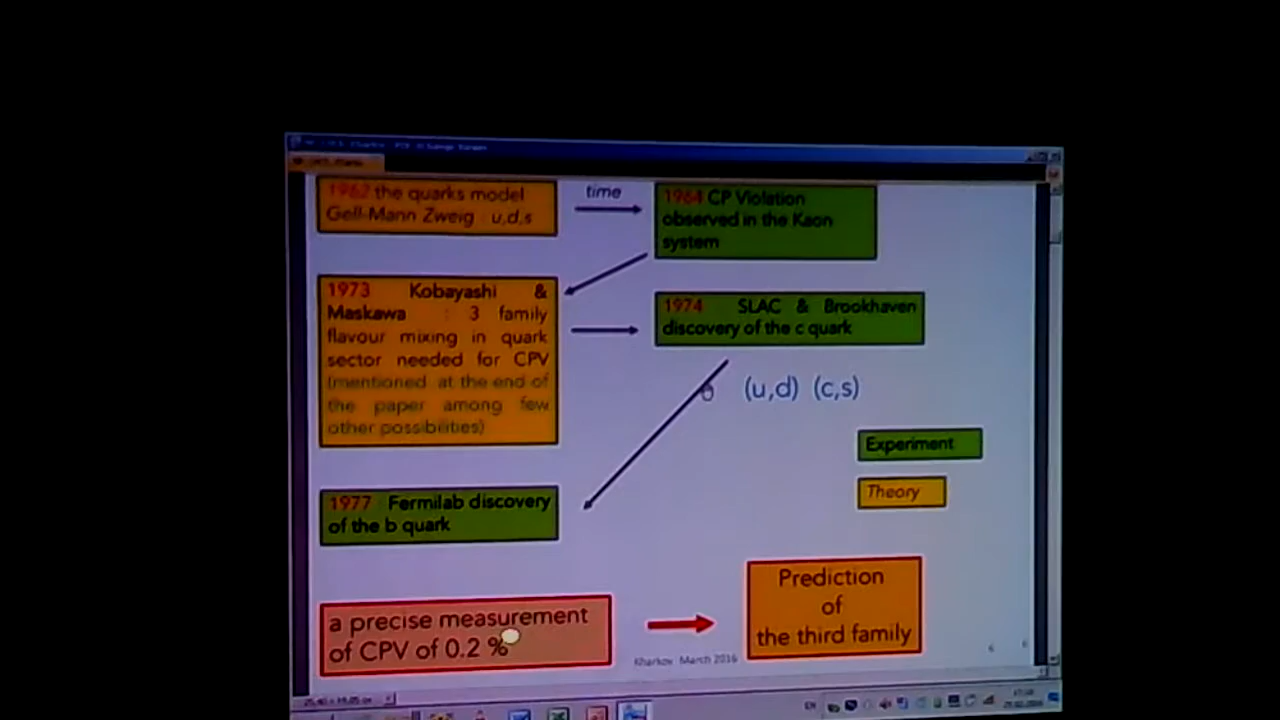 1962 the quarks model
Gell-Mann Zweig : u,d,s
time
1964 CP Violation
observed in the Kaon
system
1973 Kobayashi &
Maskawa : 3 family
flavour mixing in quark
sector needed for CPV
(mentioned at the end of
the paper among few
other possibilities)
1974 SLAC & Brookhaven
discovery of the c quark
(u,d) (c,s)
Experiment
Theory
1977 Fermilab discovery
of the b quark
a precise measurement
of CPV of 0.2 %
Prediction
of
the third family
Kharkov March 2016
6
EN